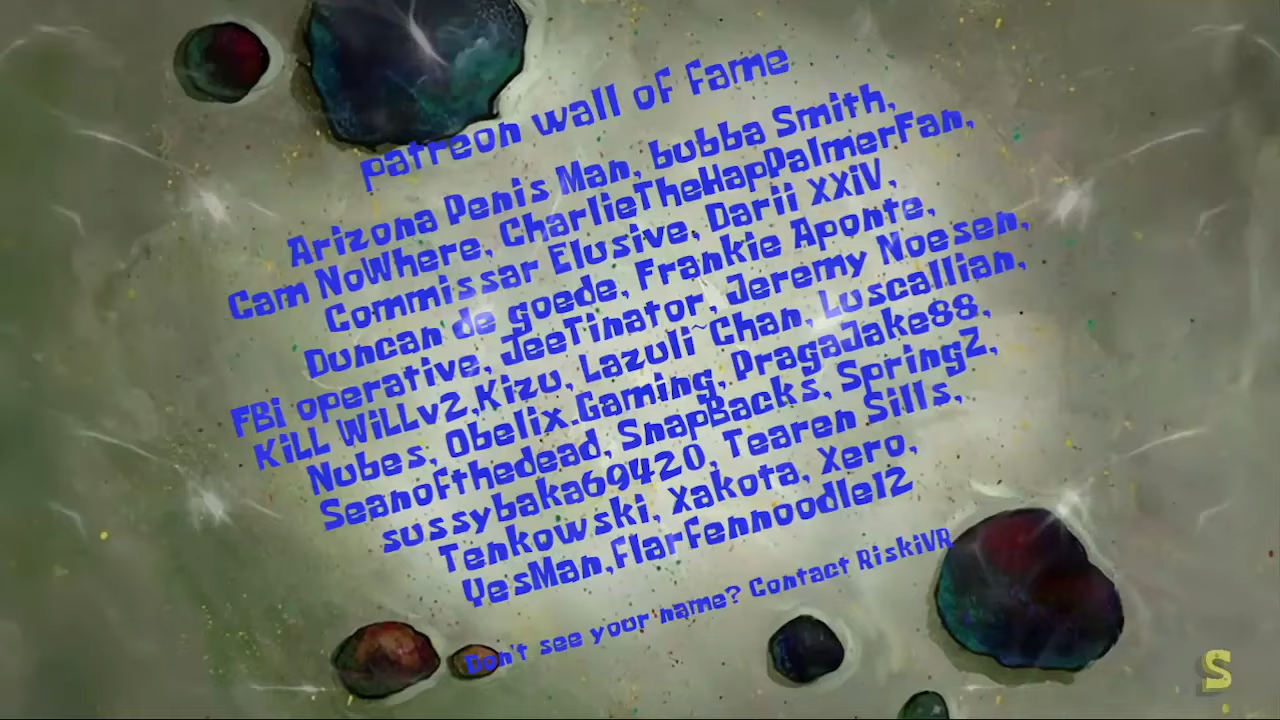 patreon wall of fame
Arizona Penis Man, bubba Smith,
Cam NoWhere, CharlieTheHapPalmerFan,
Commissar Elusive, Darii XXiV,
Duncan de goede, Frankie Aponte,
FBi operative, JeeTinator, Jeremy Noesen,
KiLL WiLLv2,Kizu, Lazuli~Chan, Luscallian,
Nubes, Obelix.Gaming, DragaJake88,
Seanofthedead, SnapBacks, SpringZ,
sussybaka69420, Tearen Sills,
Tenkowski, Xakota, Xero,
YesMan,FlarFennoodle12
Don't see your name? Contact RiskiVR
S